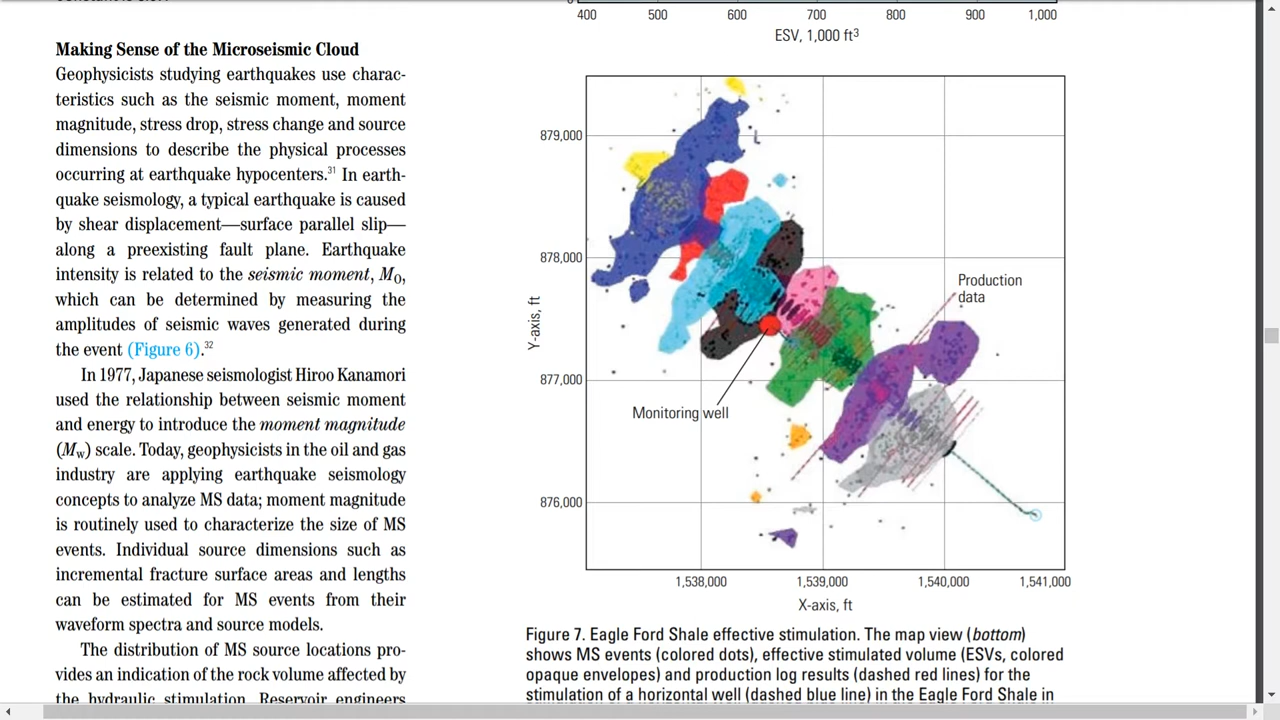 Making Sense of the Microseismic Cloud
Geophysicists studying earthquakes use charac-
teristics such as the seismic moment, moment
magnitude, stress drop, stress change and source
dimensions to describe the physical processes
occurring at earthquake hypocenters.31 In earth-
quake seismology, a typical earthquake is caused
by shear displacement—surface parallel slip—
along a preexisting fault plane. Earthquake
intensity is related to the seismic moment, M0,
which can be determined by measuring the
amplitudes of seismic waves generated during
the event (Figure 6).32
In 1977, Japanese seismologist Hiroo Kanamori
used the relationship between seismic moment
and energy to introduce the moment magnitude
(Mw) scale. Today, geophysicists in the oil and gas
industry are applying earthquake seismology
concepts to analyze MS data; moment magnitude
is routinely used to characterize the size of MS
events. Individual source dimensions such as
incremental fracture surface areas and lengths
can be estimated for MS events from their
waveform spectra and source models.
The distribution of MS source locations pro-
vides an indication of the rock volume affected by
the hydraulic stimulation. Reservoir engineers
400 500 600 700 800 900 1,000
ESV, 1,000 ft3
879,000
878,000
877,000
876,000
Y-axis, ft
Production
data
Monitoring well
1,538,000 1,539,000 1,540,000 1,541,000
X-axis, ft
Figure 7. Eagle Ford Shale effective stimulation. The map view (bottom)
shows MS events (colored dots), effective stimulated volume (ESVs, colored
opaque envelopes) and production log results (dashed red lines) for the
stimulation of a horizontal well (dashed blue line) in the Eagle Ford Shale in